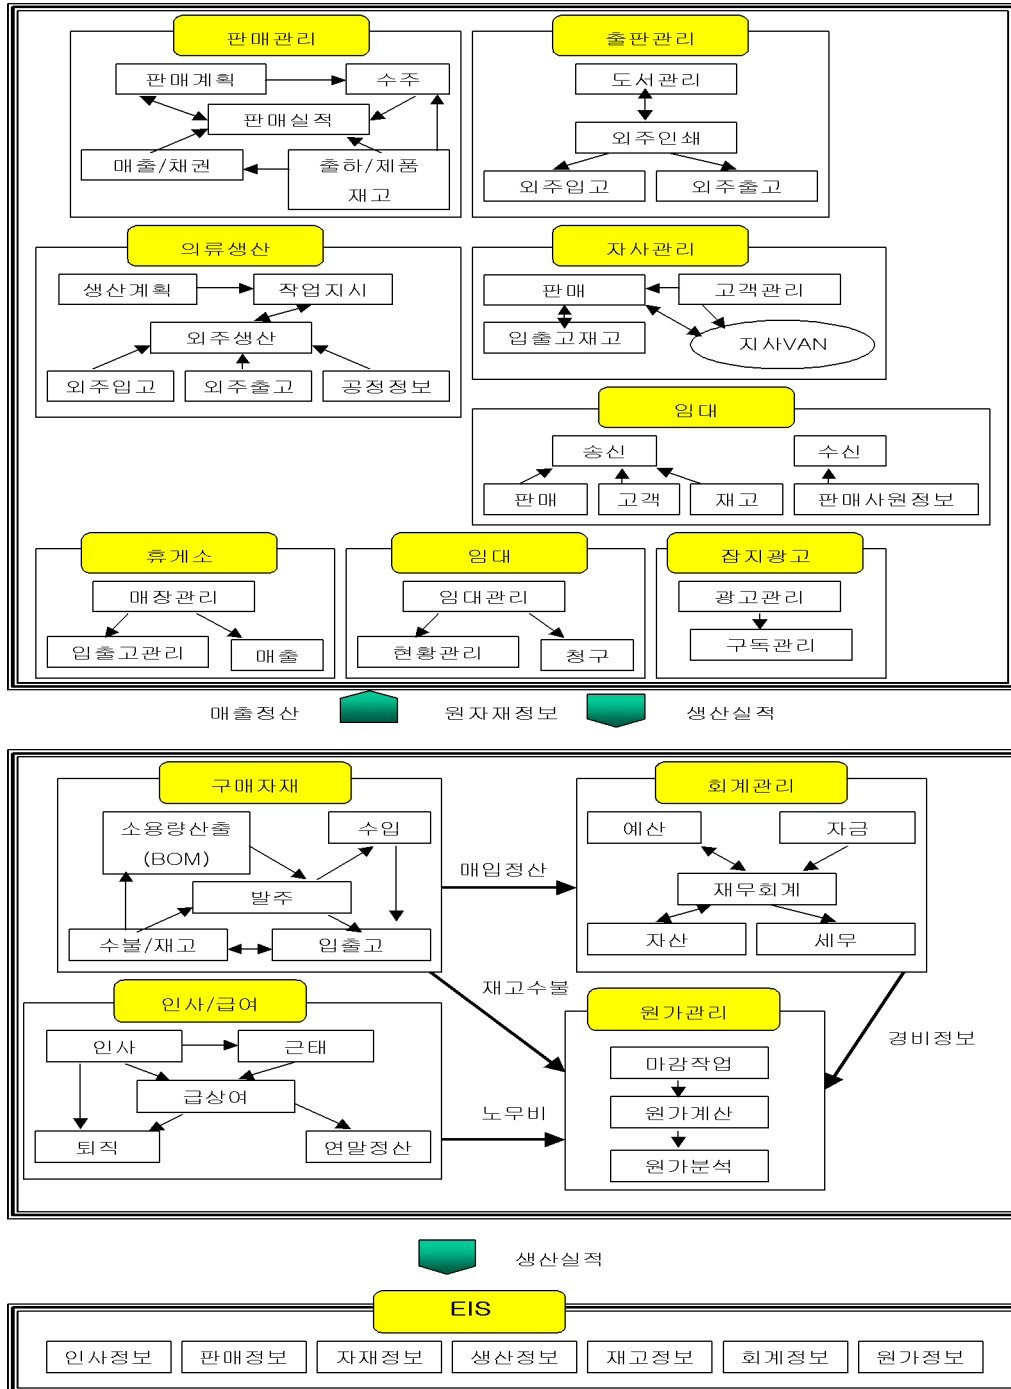 판매관리
판매계획
수주
판매실적
매출/채권
출하/제품
재고
출판관리
도서관리
외주인쇄
외주입고
외주출고
의류생산
생산계획
작업지시
외주생산
외주입고
외주출고
공정정보
자사관리
판매
고객관리
입출고재고
지사VAN
임대
송신
수신
판매
고객
재고
판매사원정보
휴게소
매장관리
입출고관리
매출
임대
임대관리
현황관리
청구
잡지광고
광고관리
구독관리
매출정산
원자재정보
생산실적
구매자재
소용량산출
(BOM)
수입
발주
수불/재고
입출고
매입정산
회계관리
예산
자금
재무회계
자산
세무
재고수불
경비정보
인사/급여
인사
근태
급상여
퇴직
연말정산
노무비
원가관리
마감작업
원가계산
원가분석
생산실적
EIS
인사정보
판매정보
자재정보
생산정보
재고정보
회계정보
원가정보